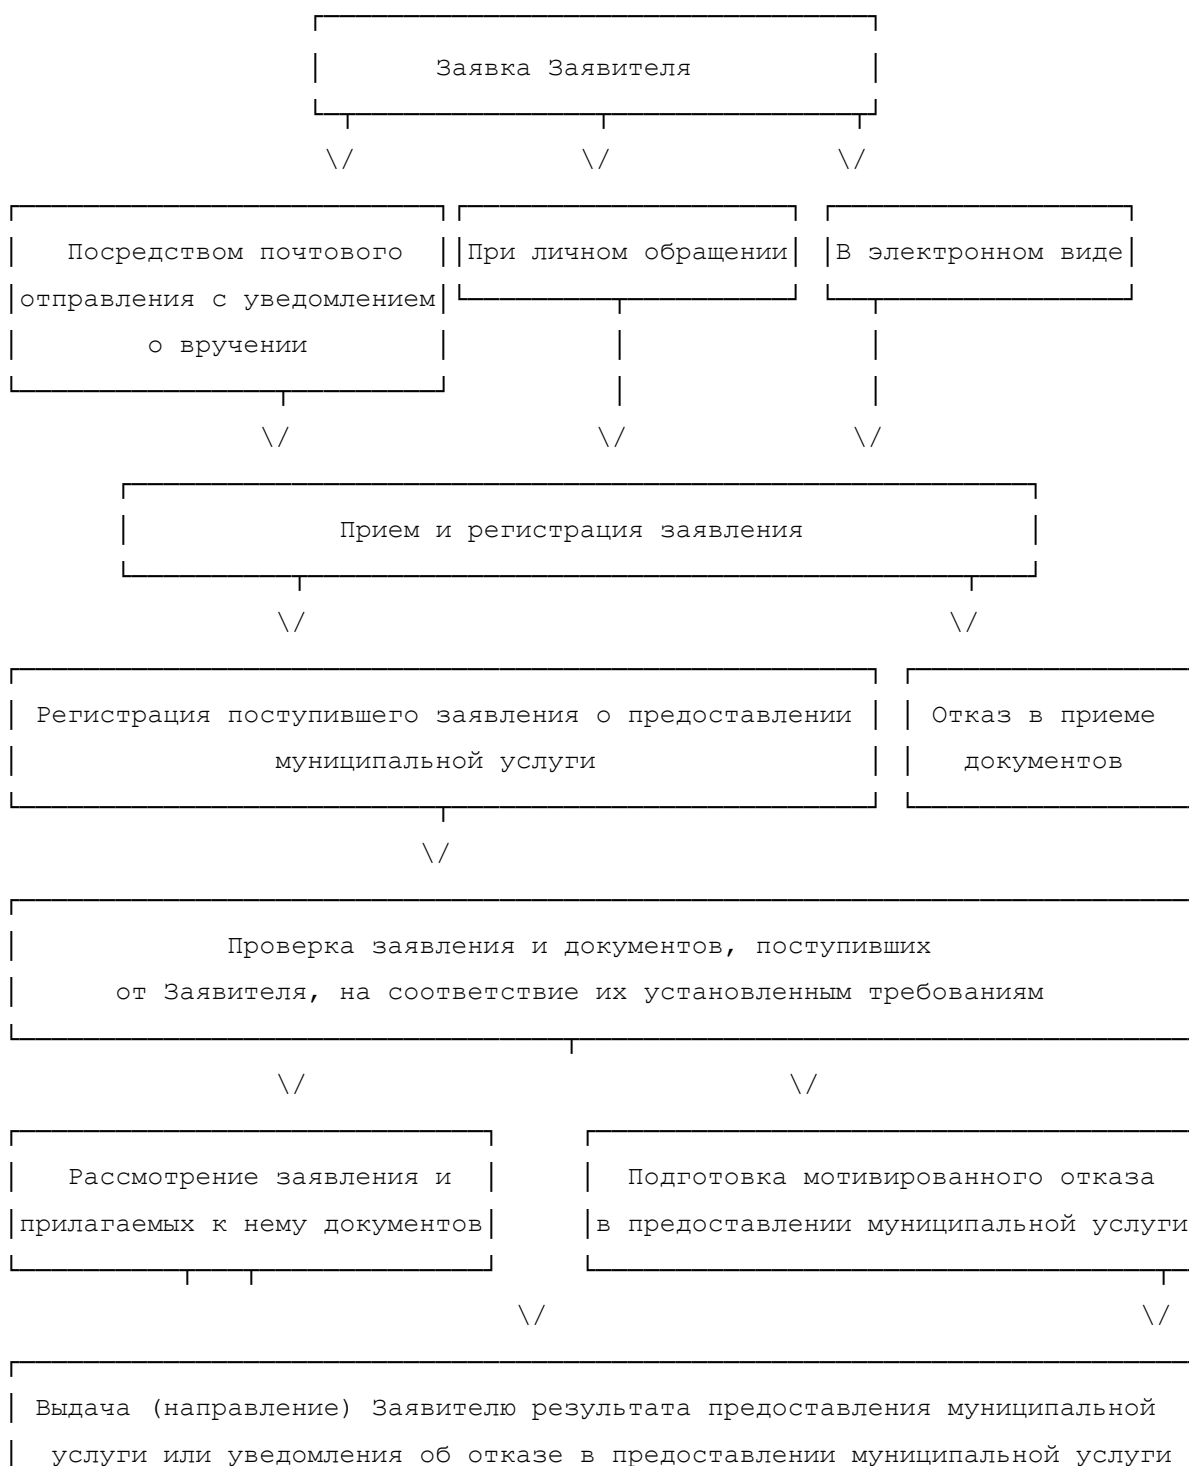 Заявка Заявителя
Посредством почтового
отправления с уведомлением
о вручении
При личном обращении
В электронном виде
Прием и регистрация заявления
Регистрация поступившего заявления о предоставлении
муниципальной услуги
Отказ в приеме
документов
Проверка заявления и документов, поступивших
от Заявителя, на соответствие их установленным требованиям
Рассмотрение заявления и
прилагаемых к нему документов
Подготовка мотивированного отказа
в предоставлении муниципальной услуги
Выдача (направление) Заявителю результата предоставления муниципальной
услуги или уведомления об отказе в предоставлении муниципальной услуги